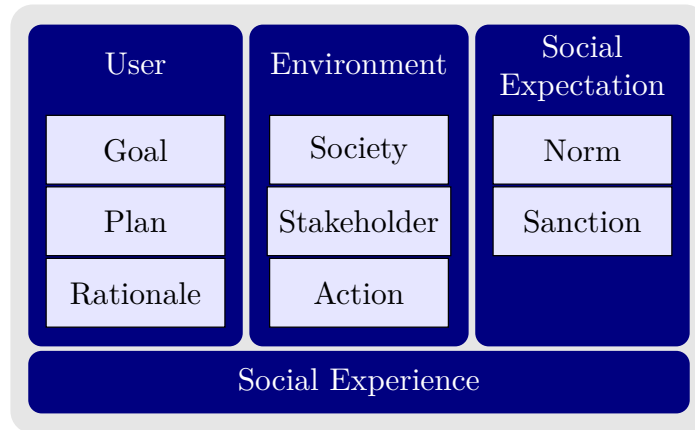 User
Goal
Plan
Rationale
Environment
Society
Stakeholder
Action
Social
Expectation
Norm
Sanction
Social Experience